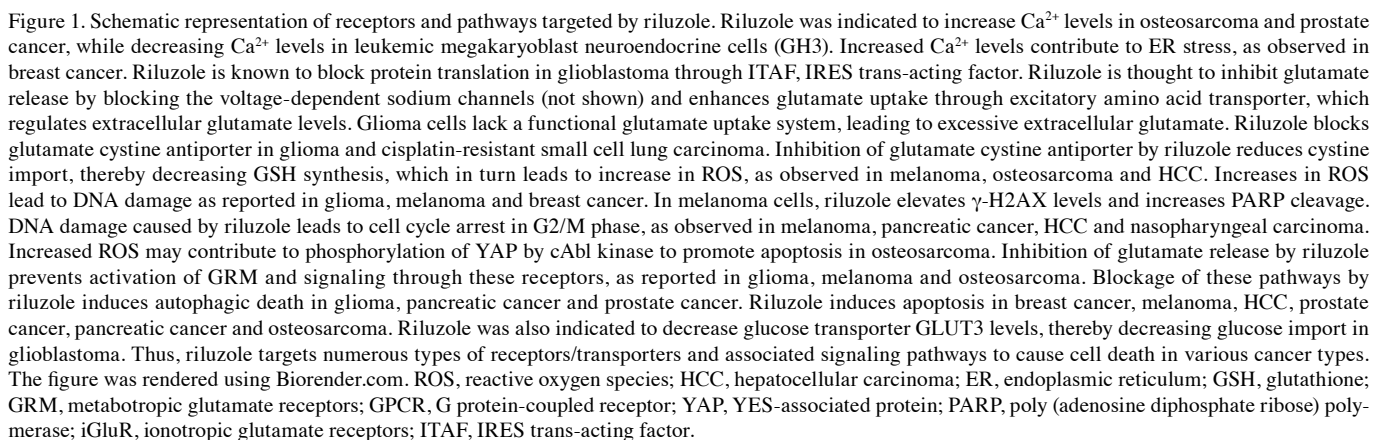 Figure 1. Schematic representation of receptors and pathways targeted by riluzole. Riluzole was indicated to increase Ca²⁺ levels in osteosarcoma and prostate
cancer, while decreasing Ca²⁺ levels in leukemic megakaryoblast neuroendocrine cells (GH3). Increased Ca²⁺ levels contribute to ER stress, as observed in
breast cancer. Riluzole is known to block protein translation in glioblastoma through ITAF, IRES trans-acting factor. Riluzole is thought to inhibit glutamate
release by blocking the voltage-dependent sodium channels (not shown) and enhances glutamate uptake through excitatory amino acid transporter, which
regulates extracellular glutamate levels. Glioma cells lack a functional glutamate uptake system, leading to excessive extracellular glutamate. Riluzole blocks
glutamate cystine antiporter in glioma and cisplatin-resistant small cell lung carcinoma. Inhibition of glutamate cystine antiporter by riluzole reduces cystine
import, thereby decreasing GSH synthesis, which in turn leads to increase in ROS, as observed in melanoma, osteosarcoma and HCC. Increases in ROS
lead to DNA damage as reported in glioma, melanoma and breast cancer. In melanoma cells, riluzole elevates γ-H2AX levels and increases PARP cleavage.
DNA damage caused by riluzole leads to cell cycle arrest in G2/M phase, as observed in melanoma, pancreatic cancer, HCC and nasopharyngeal carcinoma.
Increased ROS may contribute to phosphorylation of YAP by cAbl kinase to promote apoptosis in osteosarcoma. Inhibition of glutamate release by riluzole
prevents activation of GRM and signaling through these receptors, as reported in glioma, melanoma and osteosarcoma. Blockage of these pathways by
riluzole induces autophagic death in glioma, pancreatic cancer and prostate cancer. Riluzole induces apoptosis in breast cancer, melanoma, HCC, prostate
cancer, pancreatic cancer and osteosarcoma. Riluzole was also indicated to decrease glucose transporter GLUT3 levels, thereby decreasing glucose import in
glioblastoma. Thus, riluzole targets numerous types of receptors/transporters and associated signaling pathways to cause cell death in various cancer types.
The figure was rendered using Biorender.com. ROS, reactive oxygen species; HCC, hepatocellular carcinoma; ER, endoplasmic reticulum; GSH, glutathione;
GRM, metabotropic glutamate receptors; GPCR, G protein-coupled receptor; YAP, YES-associated protein; PARP, poly (adenosine diphosphate ribose) poly-
merase; iGluR, ionotropic glutamate receptors; ITAF, IRES trans-acting factor.